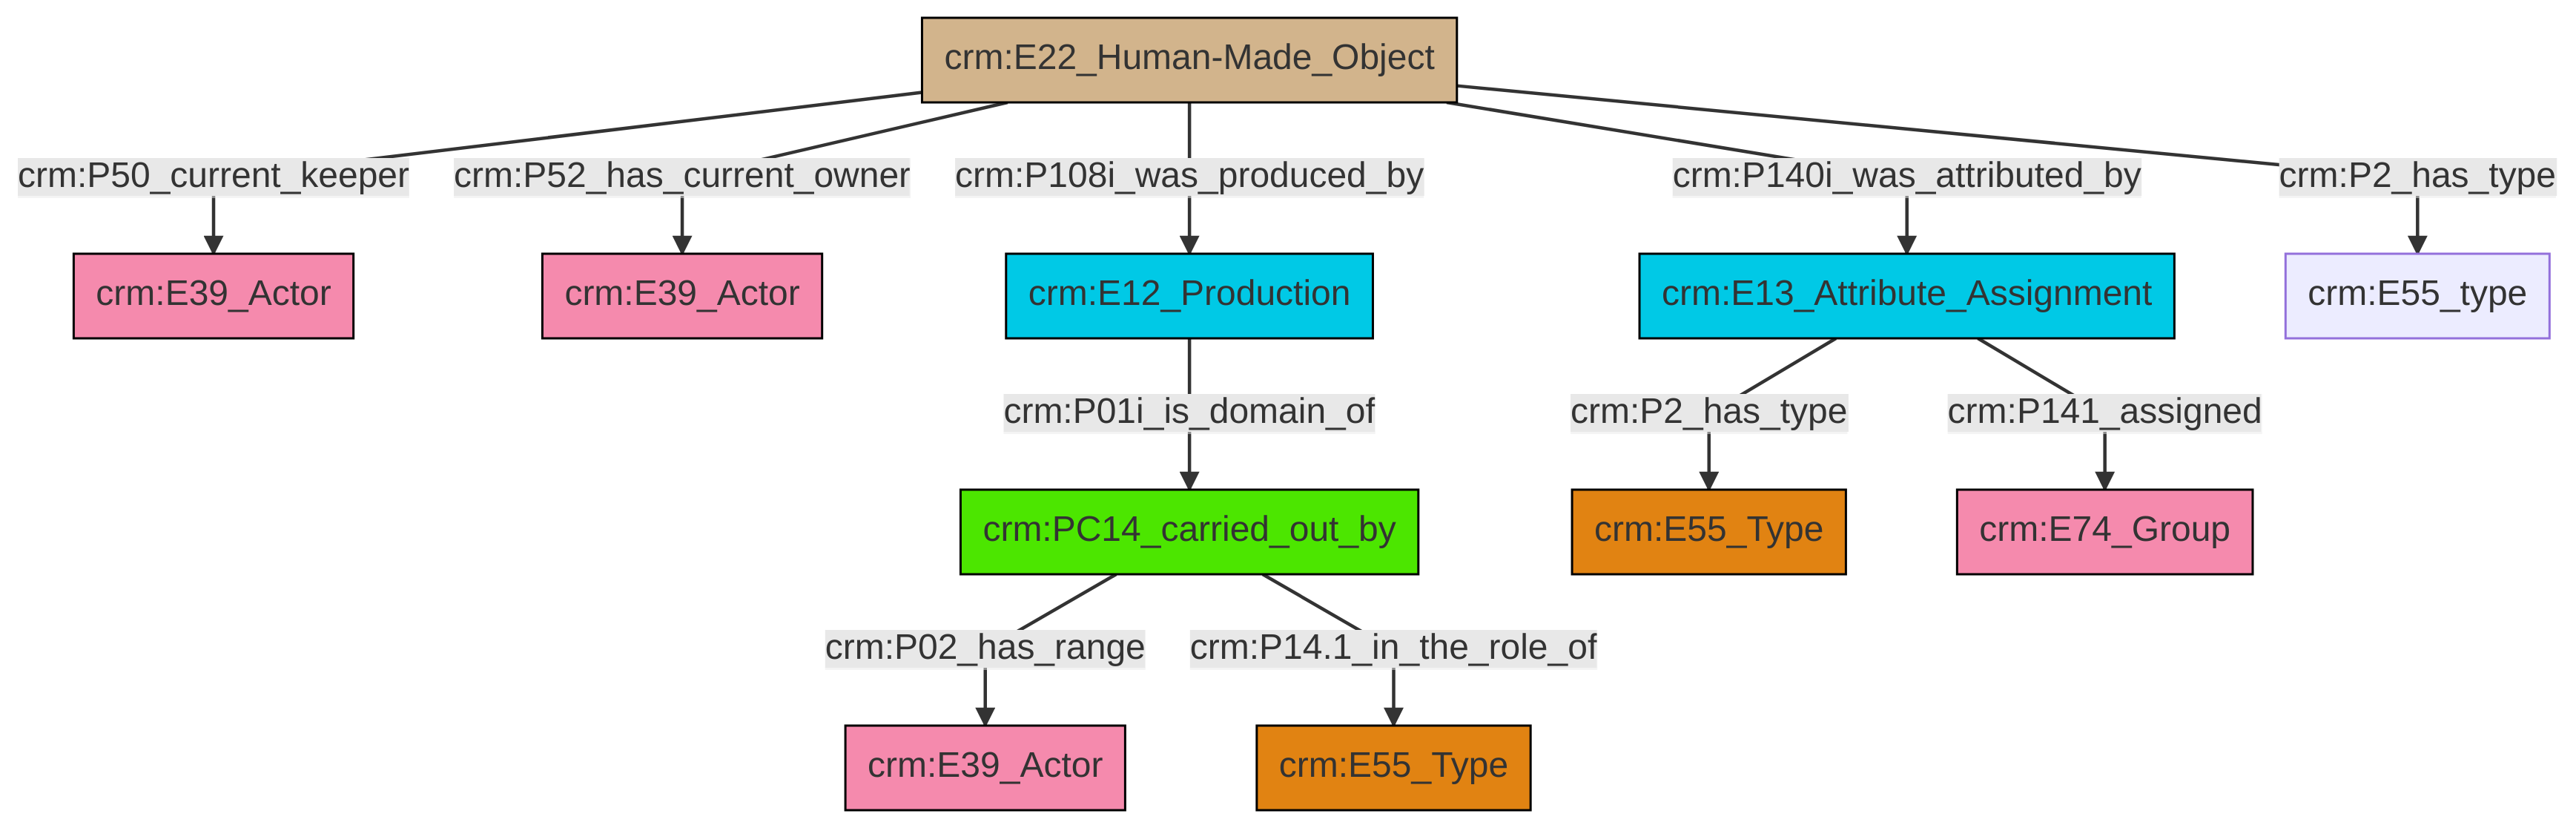 crm:E22_Human-Made_Object
crm:P50_current_keeper
crm:P52_has_current_owner
crm:P108i_was_produced_by
crm:P140i_was_attributed_by
crm:P2_has_type
crm:E39_Actor
crm:E39_Actor
crm:E12_Production
crm:E13_Attribute_Assignment
crm:E55_type
crm:P01i_is_domain_of
crm:P2_has_type
crm:P141_assigned
crm:PC14_carried_out_by
crm:E55_Type
crm:E74_Group
crm:P02_has_range
crm:P14.1_in_the_role_of
crm:E39_Actor
crm:E55_Type